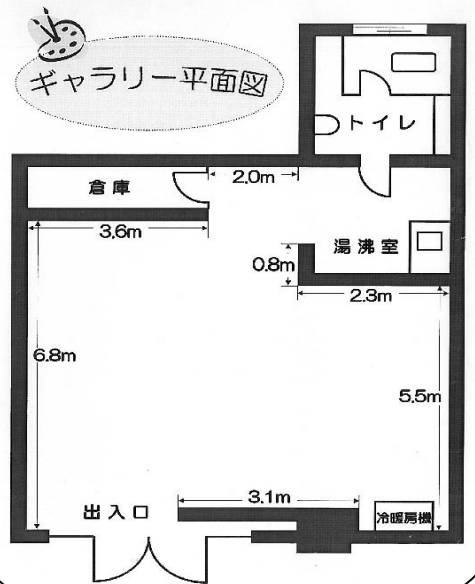 ギャラリー平面図
トイレ
倉庫
2.0m
3.6m
湯沸室
0.8m
2.3m
6.8m
5.5m
3.1m
出入口
冷暖房機